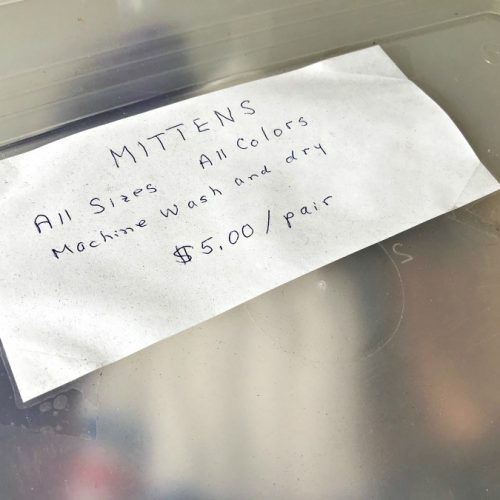 MITTENS
All Sizes All Colors
Machine Wash and dry
$5.00/pair